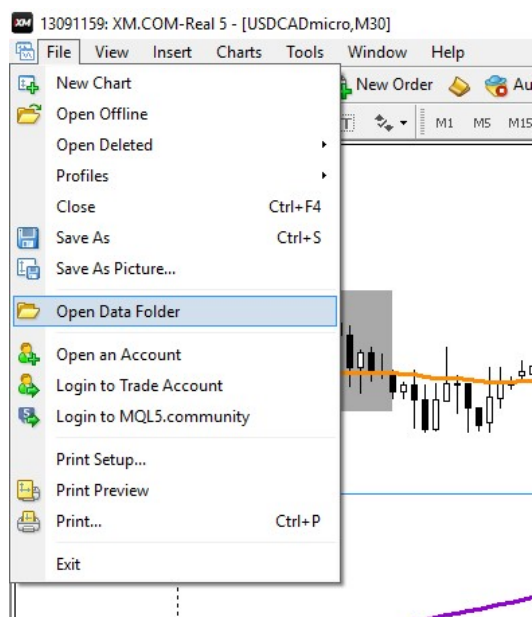 XM 13091159: XM.COM-Real 5 - [USDCADmicro,M30]
File View Insert Charts Tools Window Help
New Chart
New Order
Open Offline
T M1 M5 M15
Open Deleted
Profiles
Close Ctrl+F4
Save As Ctrl+S
Save As Picture...
Open Data Folder
Open an Account
Login to Trade Account
Login to MQL5.community
Print Setup...
Print Preview
Print... Ctrl+P
Exit